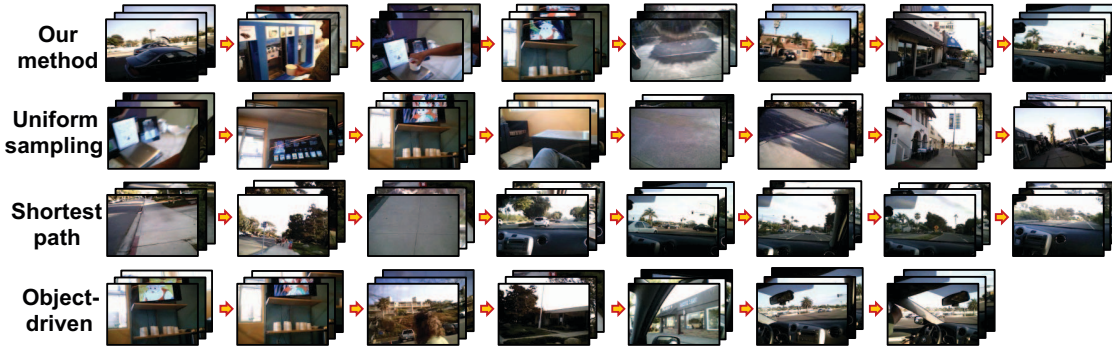 Our
method
Uniform
sampling
Shortest
path
Object-
driven